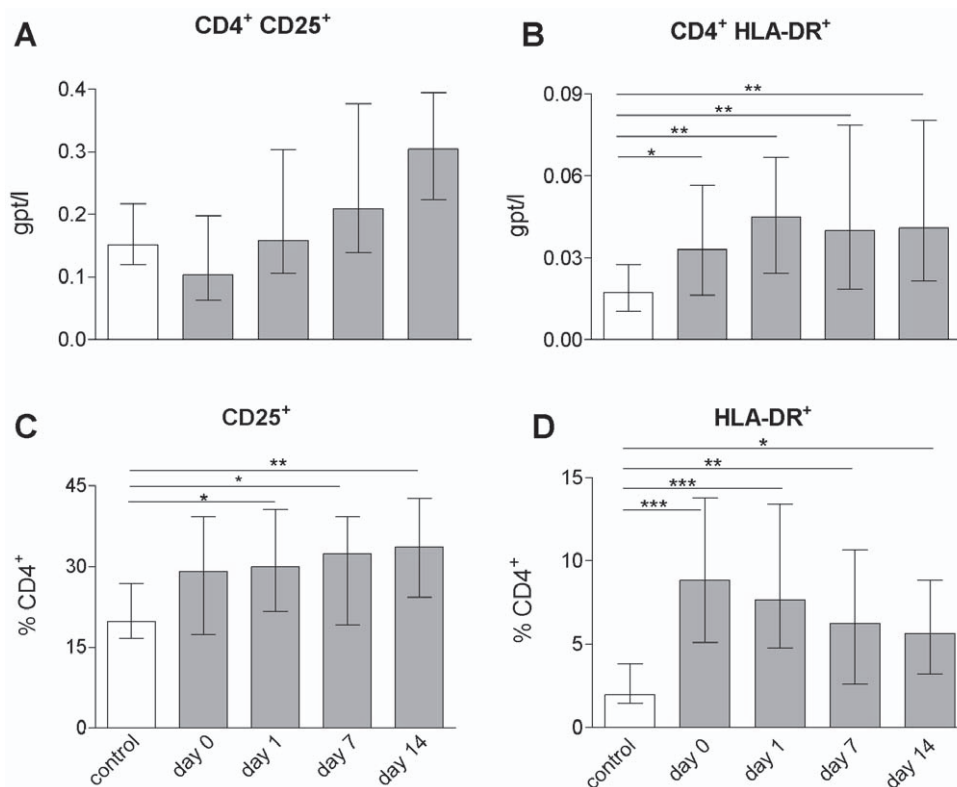 A
CD4⁺ CD25⁺
gpt/l
0.4
0.3
0.2
0.1
0.0
B
CD4⁺ HLA-DR⁺
gpt/l
0.09
0.06
0.03
0.00
**
**
**
*
C
CD25⁺
% CD4⁺
45
30
15
0
**
*
*
control
day 0
day 1
day 7
day 14
D
HLA-DR⁺
% CD4⁺
15
10
5
0
*
**
***
***
control
day 0
day 1
day 7
day 14